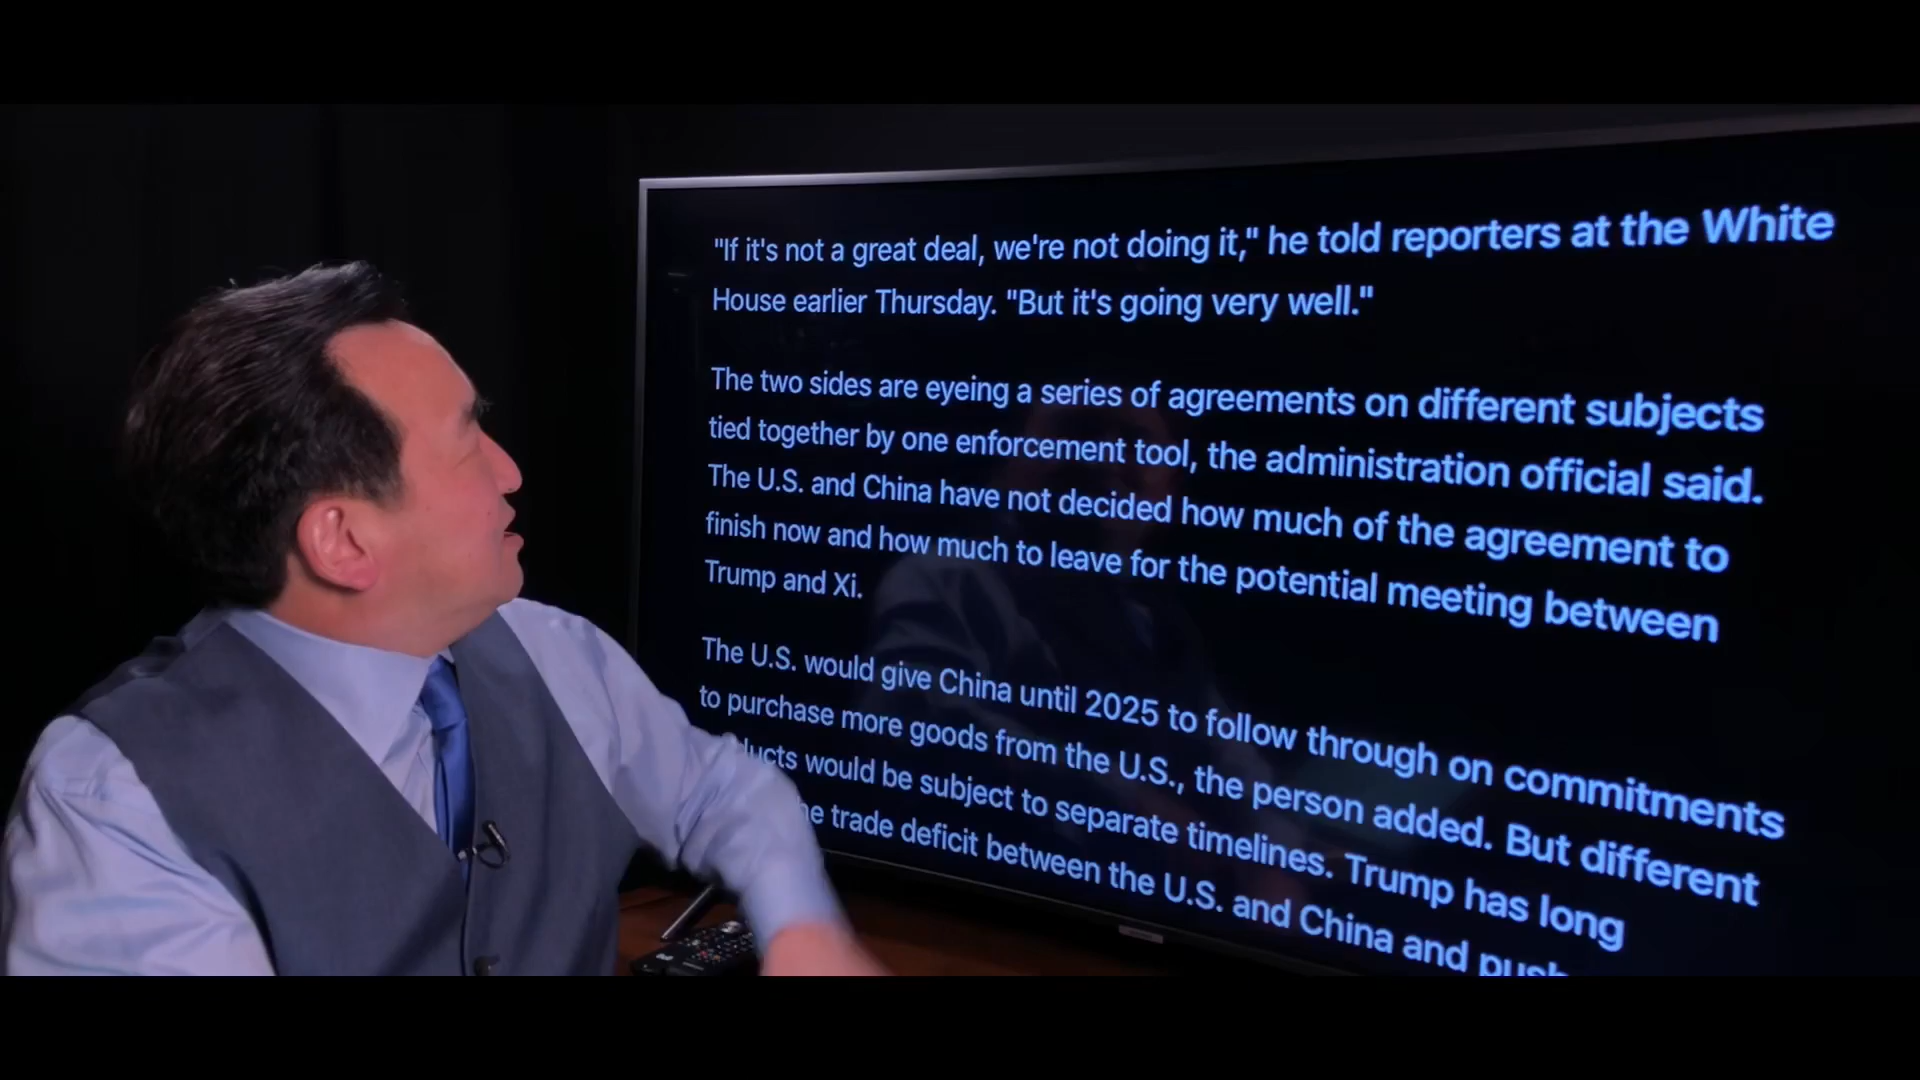 "If it's not a great deal, we're not doing it," he told reporters at the White
House earlier Thursday. "But it's going very well."
The two sides are eyeing a series of agreements on different subjects
tied together by one enforcement tool, the administration official said.
The U.S. and China have not decided how much of the agreement to
finish now and how much to leave for the potential meeting between
Trump and Xi.
The U.S. would give China until 2025 to follow through on commitments
to purchase more goods from the U.S., the person added. But different
would be subject to separate timelines. Trump has long
trade deficit between the U.S. and China and